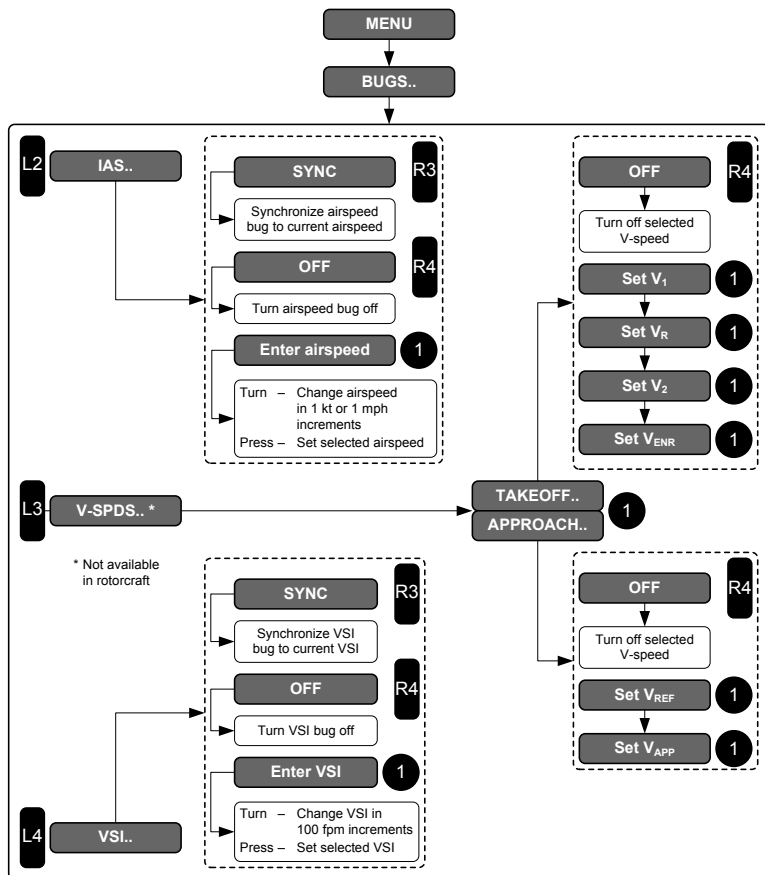 MENU
BUGS..
L2
IAS..
SYNC
R3
Synchronize airspeed
bug to current airspeed
OFF
R4
Turn airspeed bug off
Enter airspeed
1
Turn – Change airspeed
in 1 kt or 1 mph
increments
Press – Set selected airspeed
OFF
R4
Turn off selected
V-speed
Set V1
1
Set VR
1
Set V2
1
Set VENR
1
L3
V-SPDS.. *
TAKEOFF..
APPROACH..
1
* Not available
in rotorcraft
SYNC
R3
Synchronize VSI
bug to current VSI
OFF
R4
Turn VSI bug off
Enter VSI
1
Turn – Change VSI in
100 fpm increments
Press – Set selected VSI
OFF
R4
Turn off selected
V-speed
Set VREF
1
Set VAPP
1
L4
VSI..